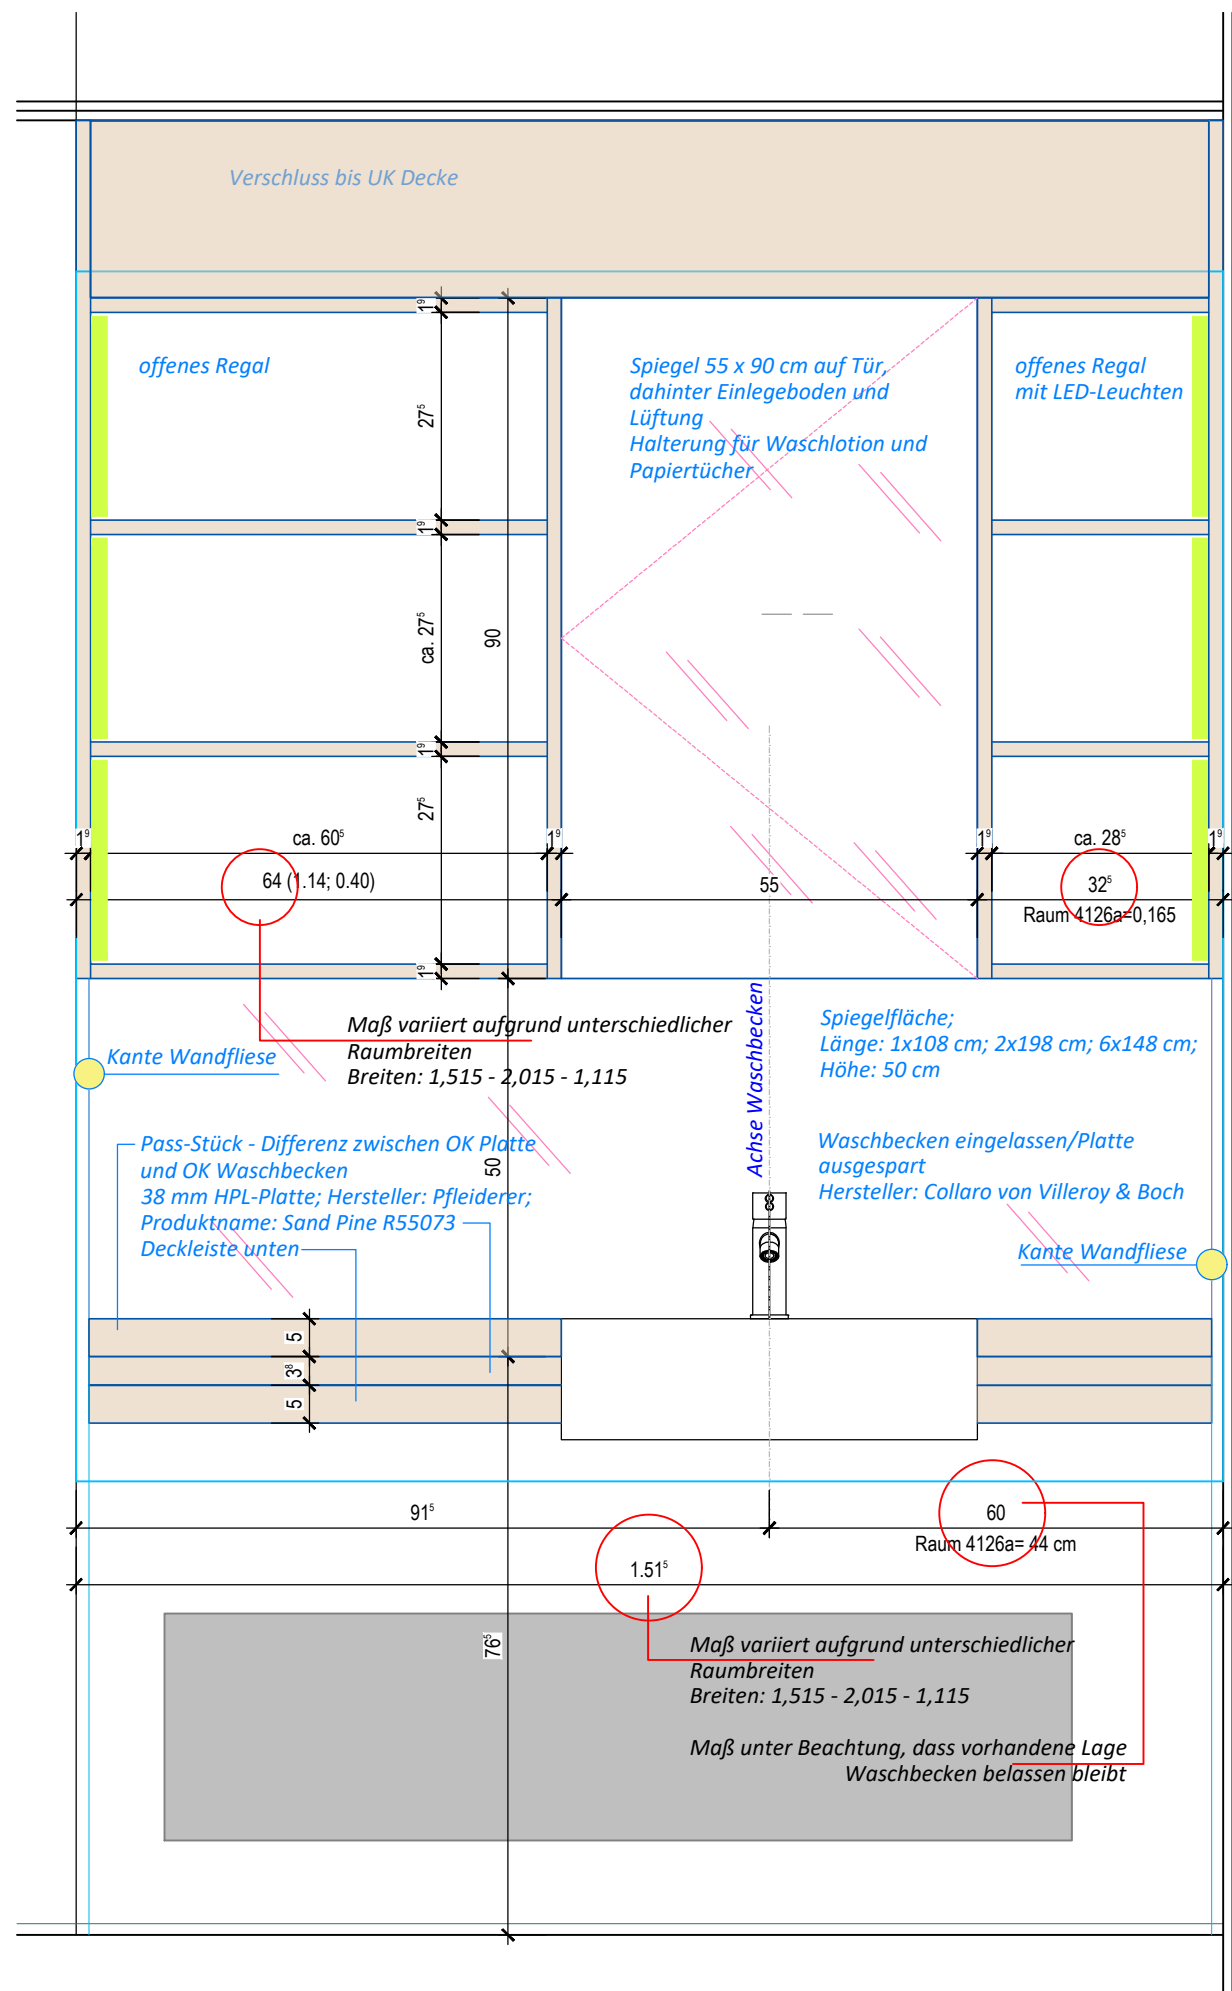 Verschluss bis UK Decke
1⁹
offenes Regal
Spiegel 55 x 90 cm auf Tür,
dahinter Einlegeboden und
Lüftung
Halterung für Waschlotion und
Papiertücher
offenes Regal
mit LED-Leuchten
27⁵
1⁹
ca. 27⁵
90
1⁹
27⁵
1⁹
ca. 60⁵
1⁹
1⁹
ca. 28⁵
1⁹
64 (1.14; 0.40)
55
32⁵
Raum 4126a=0,165
1⁹
Maß variiert aufgrund unterschiedlicher
Raumbreiten
Breiten: 1,515 - 2,015 - 1,115
Kante Wandfliese
Achse Waschbecken
Spiegelfläche;
Länge: 1x108 cm; 2x198 cm; 6x148 cm;
Höhe: 50 cm
Pass-Stück - Differenz zwischen OK Platte
und OK Waschbecken
38 mm HPL-Platte; Hersteller: Pfleiderer;
Produktname: Sand Pine R55073
Deckleiste unten
50
Waschbecken eingelassen/Platte
ausgespart
Hersteller: Collaro von Villeroy & Boch
Kante Wandfliese
5
3⁸
5
91⁵
60
Raum 4126a= 44 cm
1.51⁵
76⁵
Maß variiert aufgrund unterschiedlicher
Raumbreiten
Breiten: 1,515 - 2,015 - 1,115
Maß unter Beachtung, dass vorhandene Lage
Waschbecken belassen bleibt